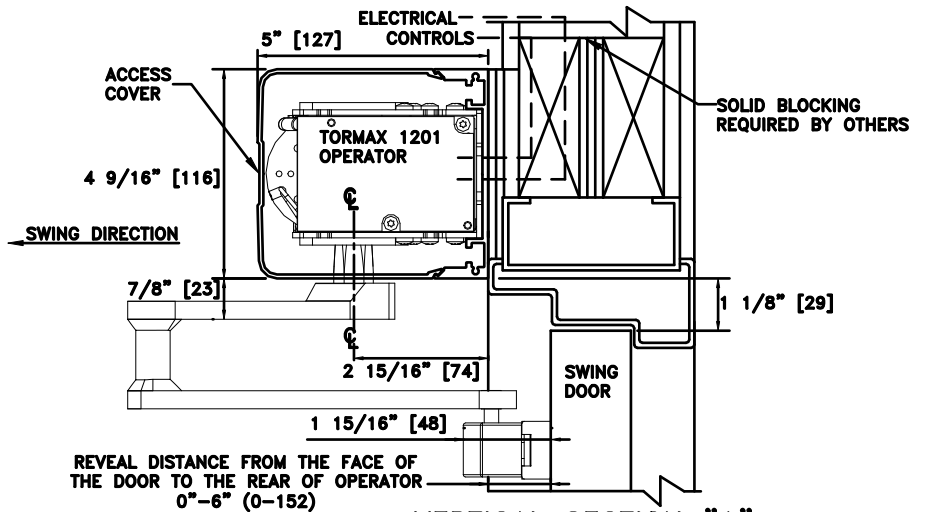 ELECTRICAL
CONTROLS
5" [127]
ACCESS
COVER
SOLID BLOCKING
REQUIRED BY OTHERS
TORMAX 1201
OPERATOR
4 9/16" [116]
℄
SWING DIRECTION
7/8" [23]
1 1/8" [29]
℄
2 15/16" [74]
SWING
DOOR
1 15/16" [48]
REVEAL DISTANCE FROM THE FACE OF
THE DOOR TO THE REAR OF OPERATOR
0"-6" (0-152)
VERTICAL SECTION "A"